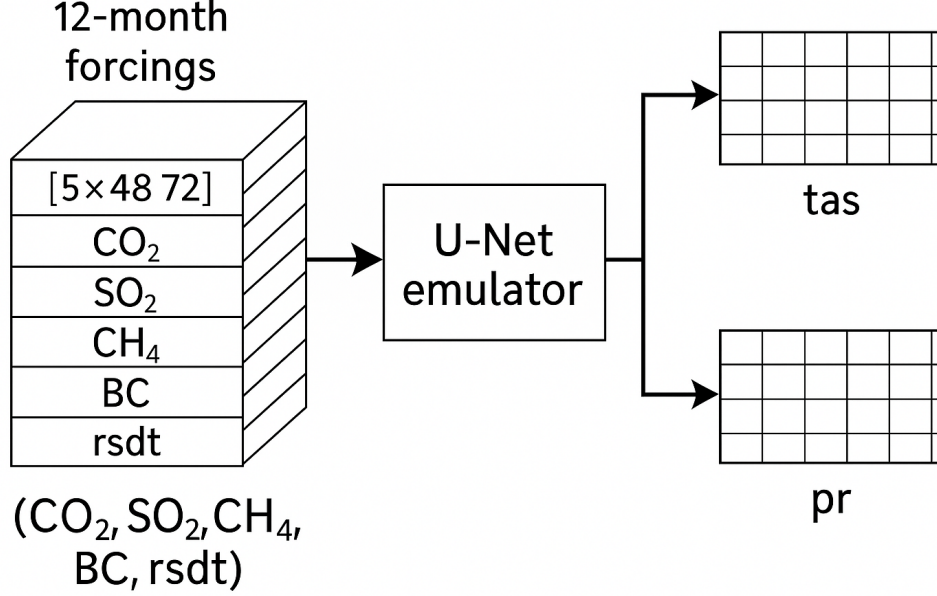 12-month
forcings
[5×48 72]
CO₂
SO₂
CH₄
BC
rsdt
(CO₂, SO₂, CH₄,
BC, rsdt)
U-Net
emulator
tas
pr